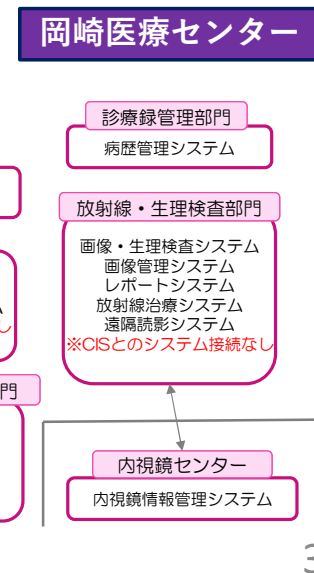 岡崎医療センター
診療録管理部門
病歴管理システム
放射線・生理検査部門
画像・生理検査システム
画像管理システム
レポートシステム
放射線治療システム
遠隔読影システム
※CISとのシステム接続なし
門
内視鏡センター
内視鏡情報管理システム